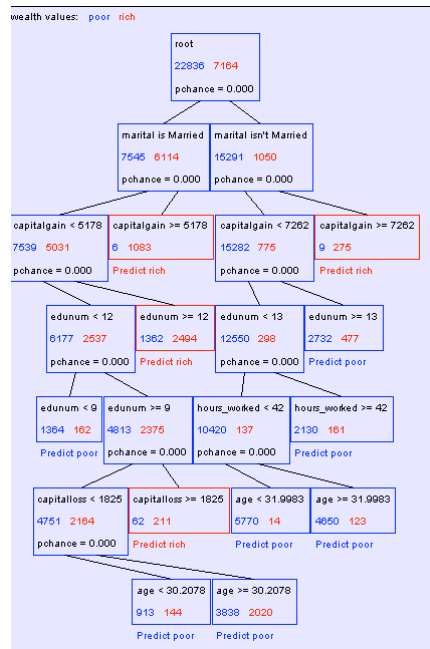 wealth values: poor rich
root
22836 7164
pchance = 0.000
marital is Married
7545 6114
pchance = 0.000
marital isn't Married
15291 1050
pchance = 0.000
capitalgain < 5178
7539 5031
pchance = 0.000
capitalgain >= 5178
6 1083
Predict rich
capitalgain < 7262
15282 775
pchance = 0.000
capitalgain >= 7262
9 275
Predict rich
edunum < 12
6177 2537
pchance = 0.000
edunum >= 12
1362 2494
Predict rich
edunum < 13
12550 298
pchance = 0.000
edunum >= 13
2732 477
Predict poor
edunum < 9
1364 162
Predict poor
edunum >= 9
4813 2375
pchance = 0.000
hours_worked < 42
10420 137
pchance = 0.000
hours_worked >= 42
2130 161
Predict poor
capitalloss < 1825
4751 2164
pchance = 0.000
capitalloss >= 1825
62 211
Predict rich
age < 31.9983
5770 14
Predict poor
age >= 31.9983
4650 123
Predict poor
age < 30.2078
913 144
Predict poor
age >= 30.2078
3838 2020
Predict poor